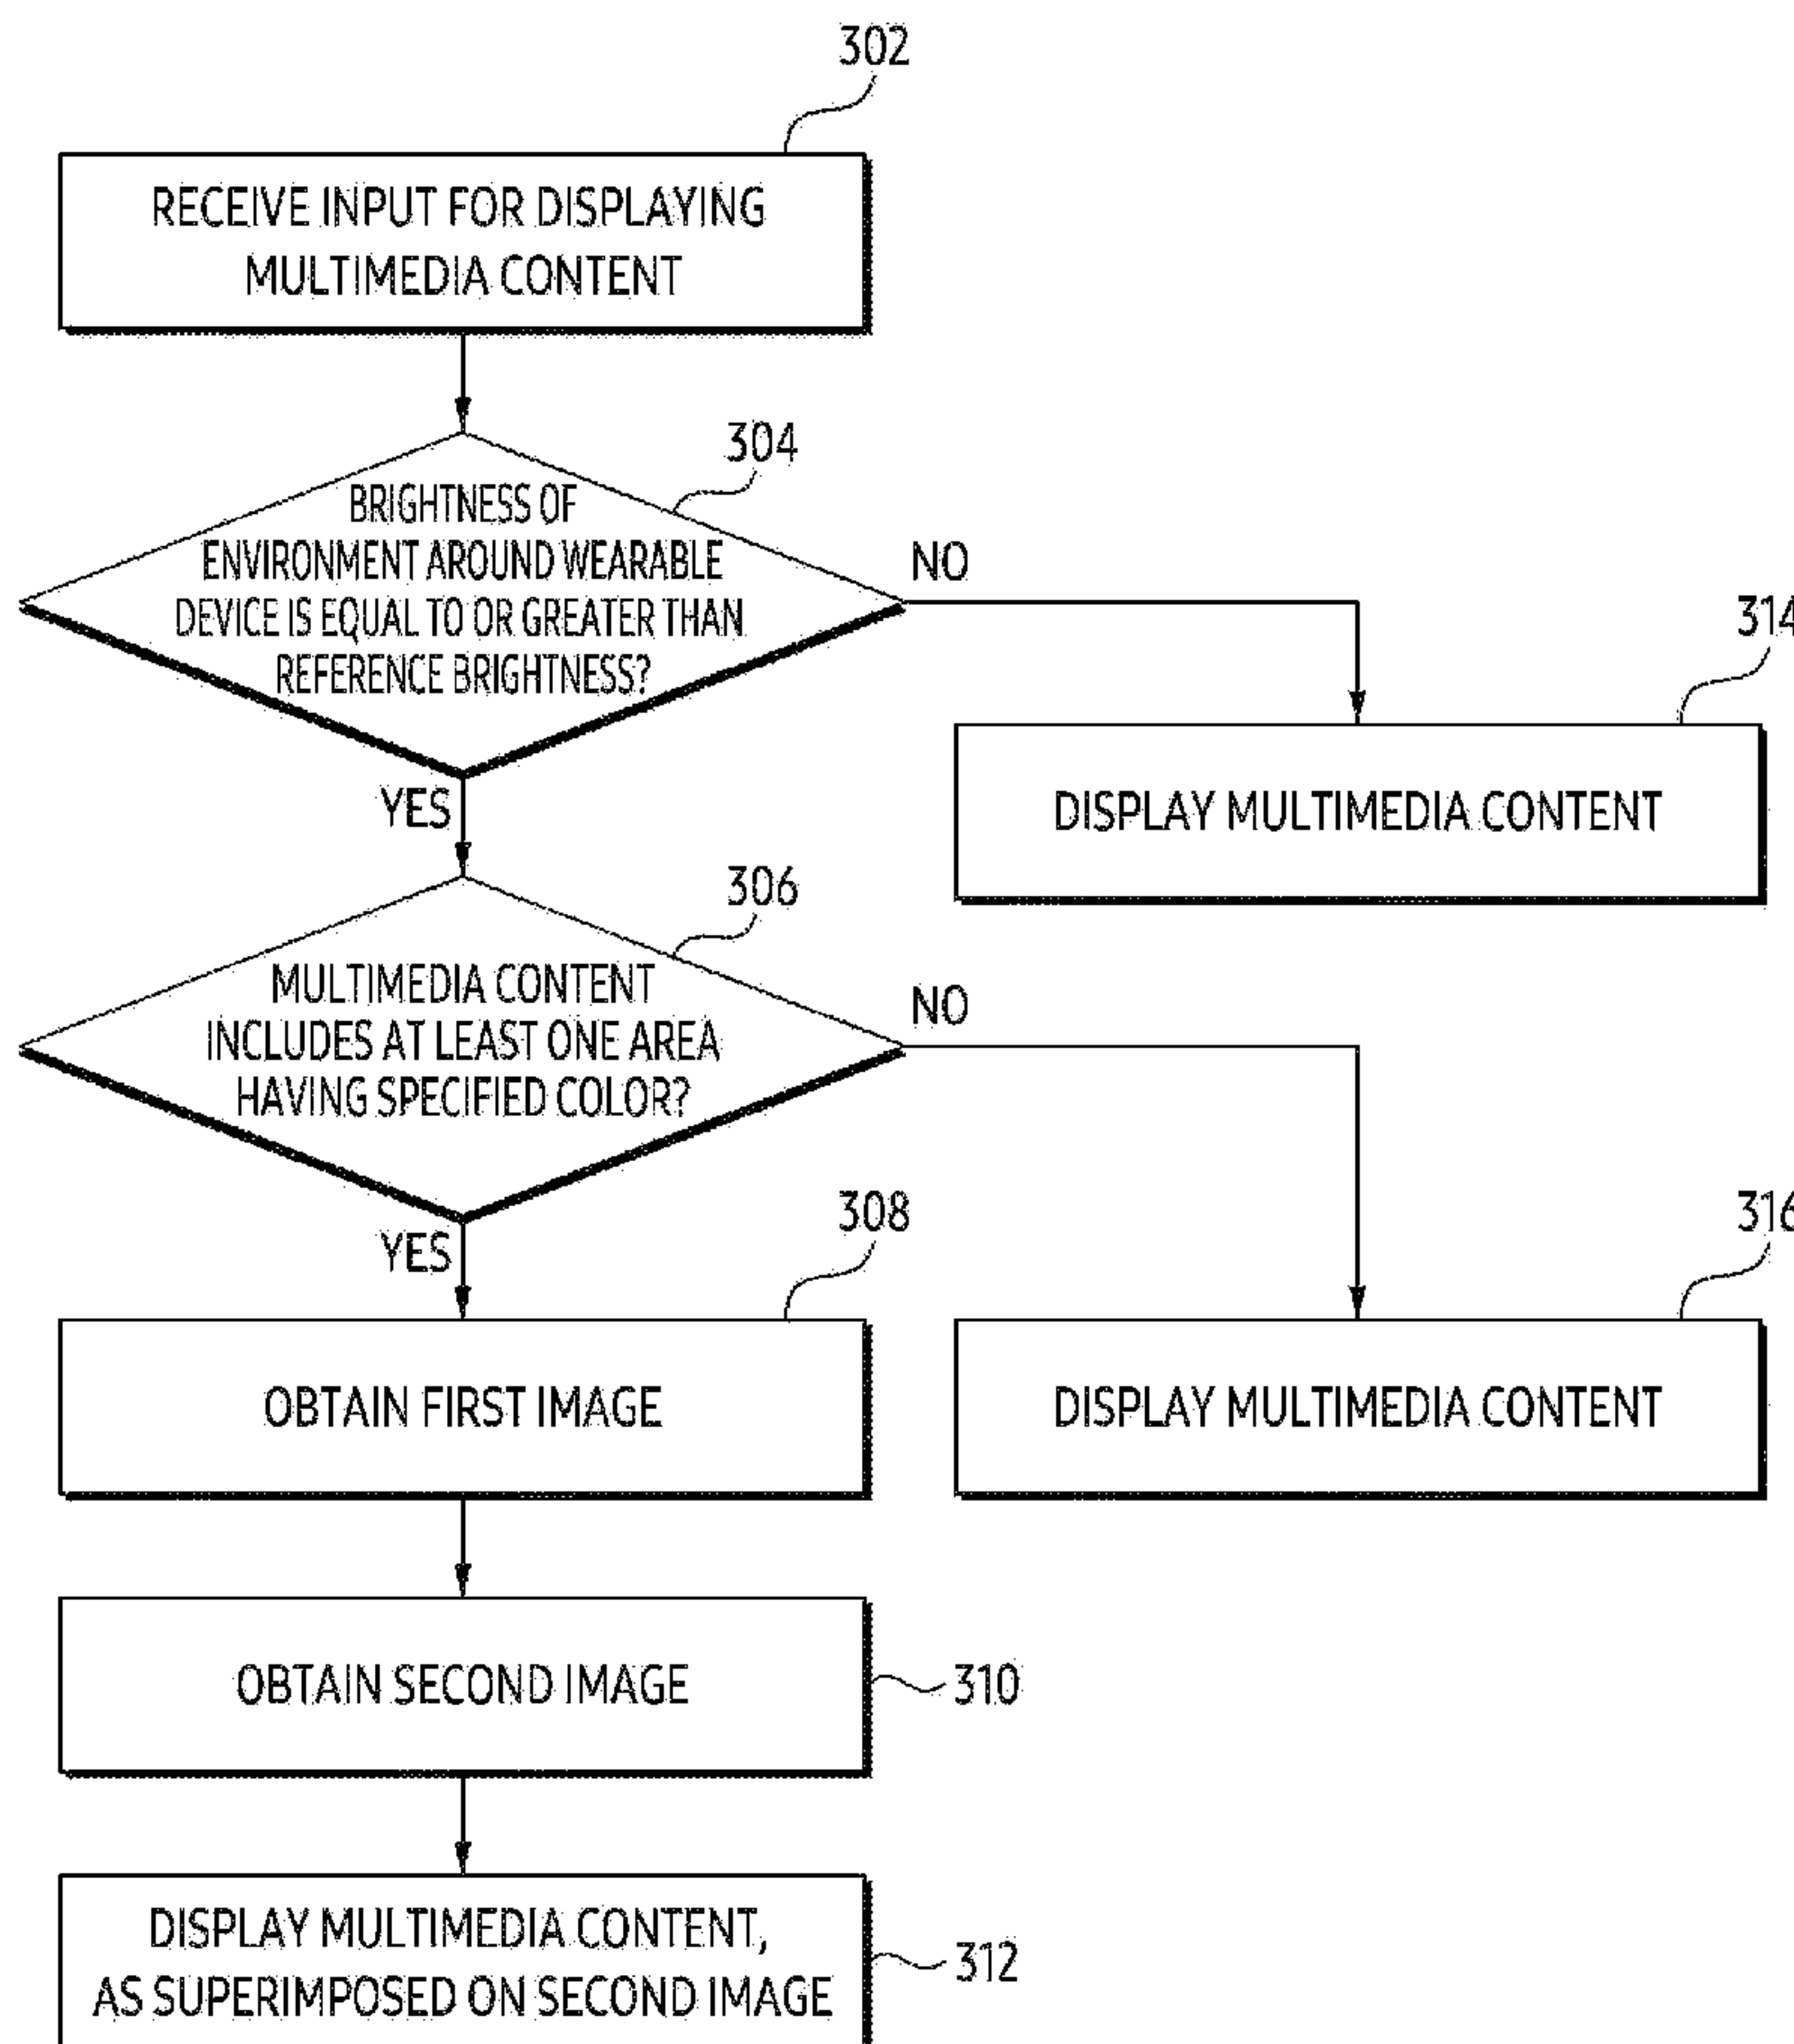 302
RECEIVE INPUT FOR DISPLAYING
MULTIMEDIA CONTENT
304
BRIGHTNESS OF
ENVIRONMENT AROUND WEARABLE
DEVICE IS EQUAL TO OR GREATER THAN
REFERENCE BRIGHTNESS?
NO
314
DISPLAY MULTIMEDIA CONTENT
YES
306
MULTIMEDIA CONTENT
INCLUDES AT LEAST ONE AREA
HAVING SPECIFIED COLOR?
NO
316
DISPLAY MULTIMEDIA CONTENT
YES
308
OBTAIN FIRST IMAGE
OBTAIN SECOND IMAGE
310
DISPLAY MULTIMEDIA CONTENT,
AS SUPERIMPOSED ON SECOND IMAGE
312